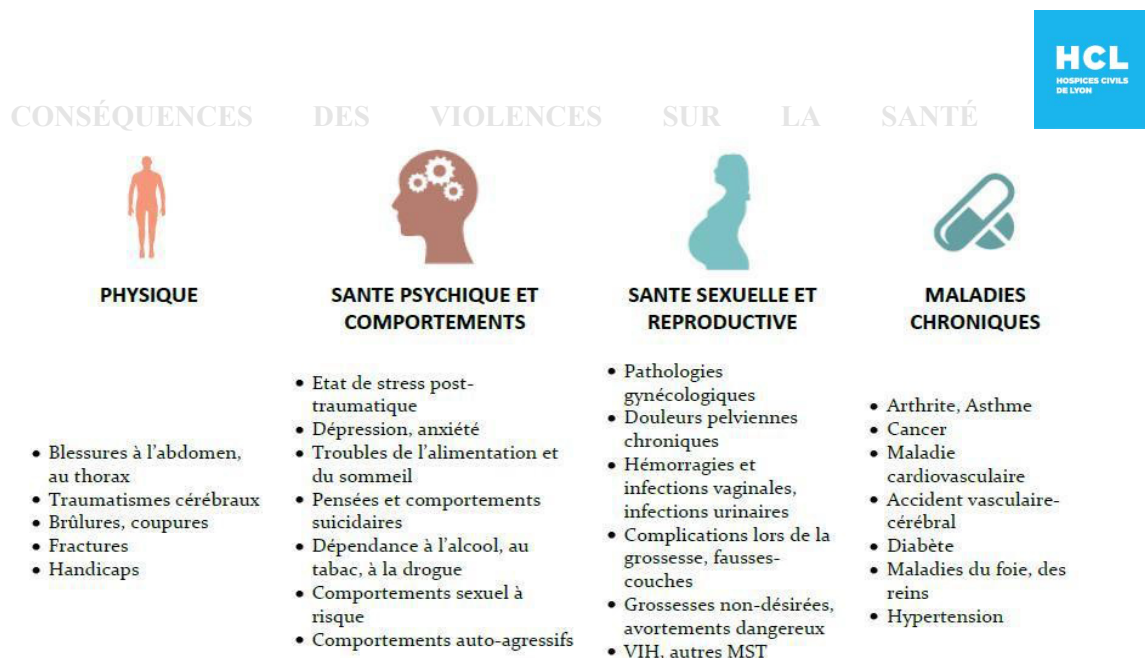 HCL
HOSPICES CIVILS
DE LYON
CONSÉQUENCES DES VIOLENCES SUR LA SANTÉ
PHYSIQUE
• Blessures à l'abdomen,
au thorax
• Traumatismes cérébraux
• Brûlures, coupures
• Fractures
• Handicaps
SANTE PSYCHIQUE ET
COMPORTEMENTS
• Etat de stress post-
traumatique
• Dépression, anxiété
• Troubles de l'alimentation et
du sommeil
• Pensées et comportements
suicidaires
• Dépendance à l'alcool, au
tabac, à la drogue
• Comportements sexuel à
risque
• Comportements auto-agressifs
SANTE SEXUELLE ET
REPRODUCTIVE
• Pathologies
gynécologiques
• Douleurs pelviennes
chroniques
• Hémorragies et
infections vaginales,
infections urinaires
• Complications lors de la
grossesse, fausses-
couches
• Grossesses non-désirées,
avortements dangereux
• VIH, autres MST
MALADIES
CHRONIQUES
• Arthrite, Asthme
• Cancer
• Maladie
cardiovasculaire
• Accident vasculaire-
cérébral
• Diabète
• Maladies du foie, des
reins
• Hypertension